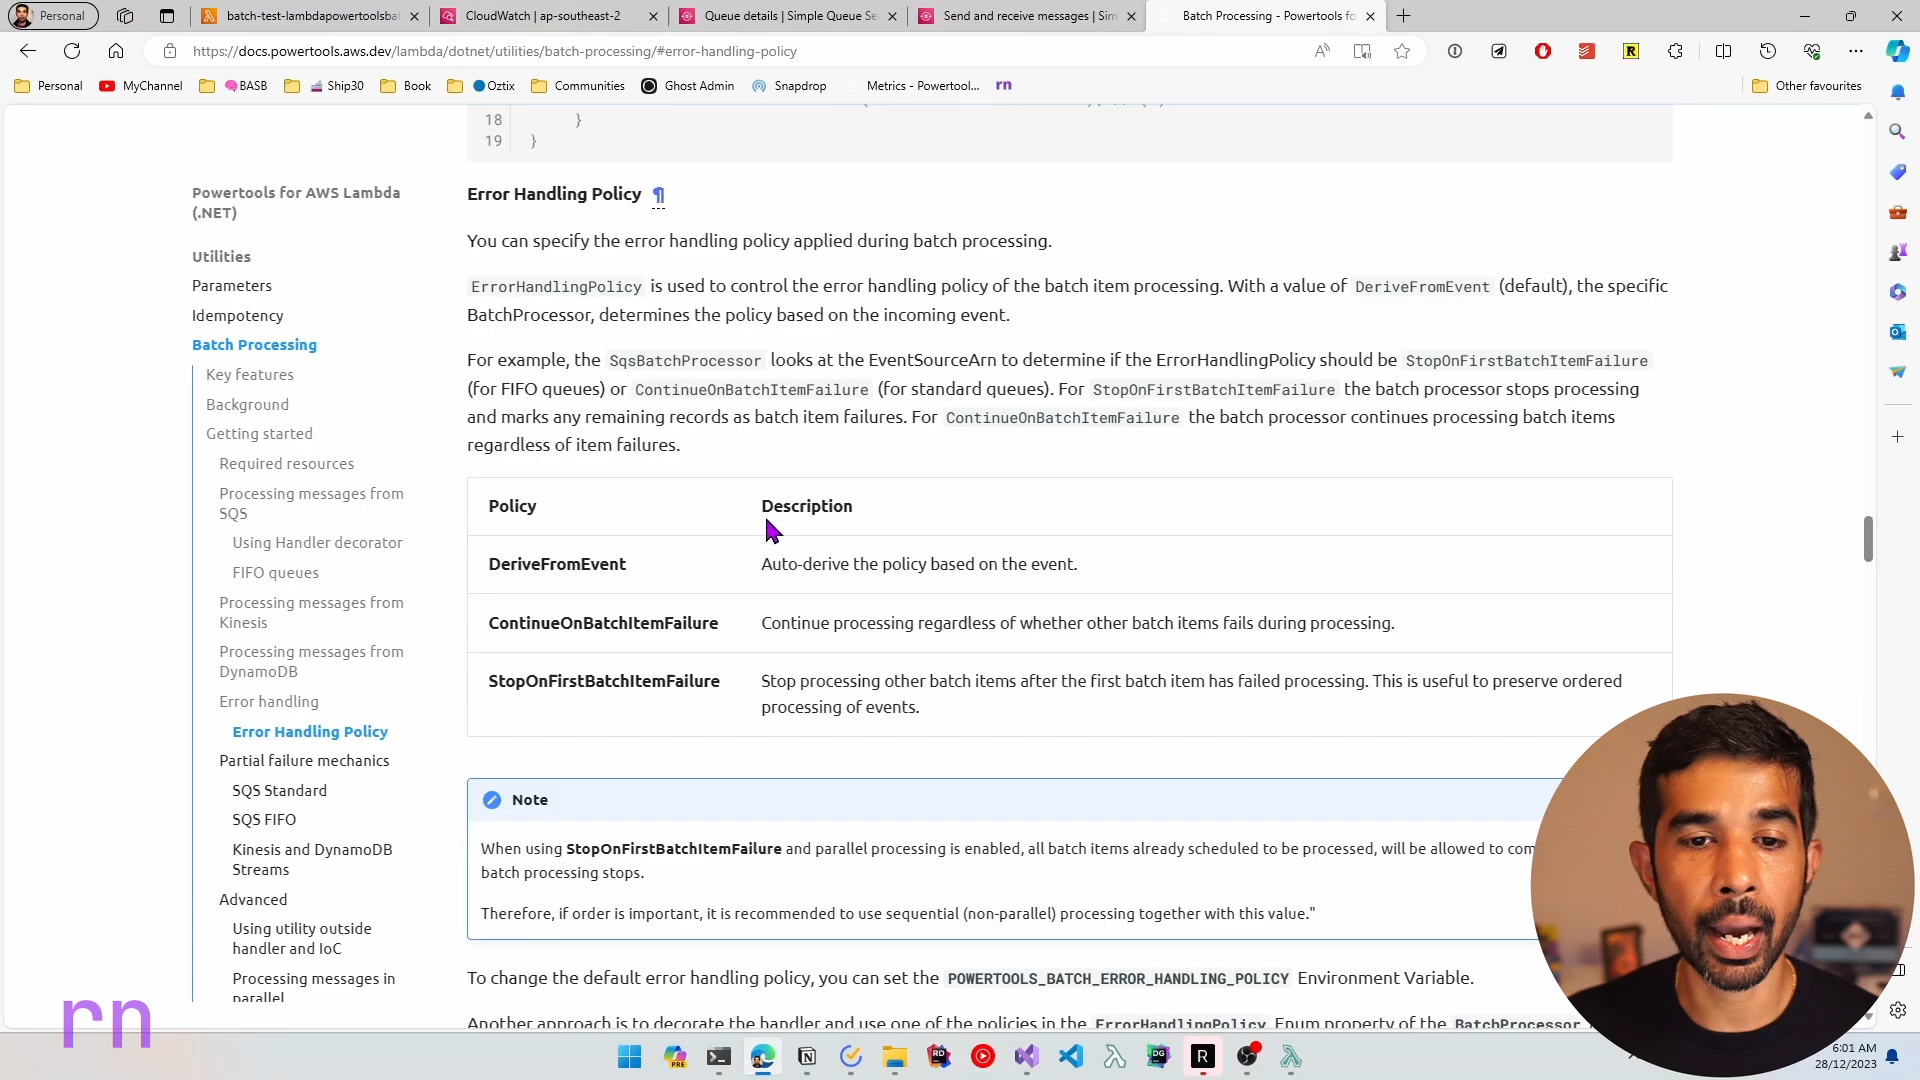 Personal
batch-test-lambdapowertoolsba
CloudWatch | ap-southeast-2
Queue details | Simple Queue Se
Send and receive messages | Sim
Batch Processing - Powertools fo
https://docs.powertools.aws.dev/lambda/dotnet/utilities/batch-processing/#error-handling-policy
Personal
MyChannel
BASB
Ship30
Book
Oztix
Communities
Ghost Admin
Snapdrop
Metrics - Powertool...
rn
Other favourites
18 }
19 }
Powertools for AWS Lambda
(.NET)
Utilities
Parameters
Idempotency
Batch Processing
Key features
Background
Getting started
Required resources
Processing messages from
SQS
Using Handler decorator
FIFO queues
Processing messages from
Kinesis
Processing messages from
DynamoDB
Error handling
Error Handling Policy
Partial failure mechanics
SQS Standard
SQS FIFO
Kinesis and DynamoDB
Streams
Advanced
Using utility outside
handler and IoC
Processing messages in
parallel
Error Handling Policy ¶
You can specify the error handling policy applied during batch processing.
ErrorHandlingPolicy is used to control the error handling policy of the batch item processing. With a value of DeriveFromEvent (default), the specific
BatchProcessor, determines the policy based on the incoming event.
For example, the SqsBatchProcessor looks at the EventSourceArn to determine if the ErrorHandlingPolicy should be StopOnFirstBatchItemFailure
(for FIFO queues) or ContinueOnBatchItemFailure (for standard queues). For StopOnFirstBatchItemFailure the batch processor stops processing
and marks any remaining records as batch item failures. For ContinueOnBatchItemFailure the batch processor continues processing batch items
regardless of item failures.
Policy Description
DeriveFromEvent Auto-derive the policy based on the event.
ContinueOnBatchItemFailure Continue processing regardless of whether other batch items fails during processing.
StopOnFirstBatchItemFailure Stop processing other batch items after the first batch item has failed processing. This is useful to preserve ordered
processing of events.
Note
When using StopOnFirstBatchItemFailure and parallel processing is enabled, all batch items already scheduled to be processed, will be allowed to com
batch processing stops.
Therefore, if order is important, it is recommended to use sequential (non-parallel) processing together with this value."
To change the default error handling policy, you can set the POWERTOOLS_BATCH_ERROR_HANDLING_POLICY Environment Variable.
Another approach is to decorate the handler and use one of the policies in the ErrorHandlingPolicy Enum property of the BatchProcessor
rn
PRE
RD
N
DG
R
6:01 AM
28/12/2023